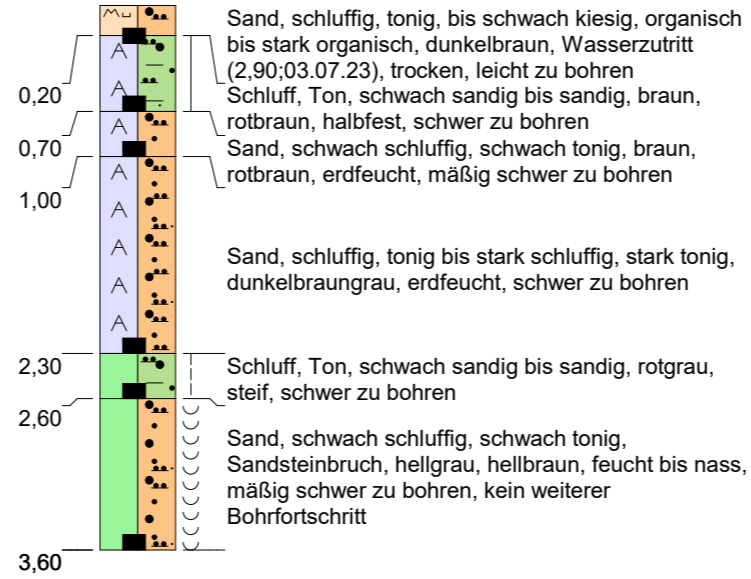 Sand, schluffig, tonig, bis schwach kiesig, organisch
bis stark organisch, dunkelbraun, Wasserzutritt
(2,90;03.07.23), trocken, leicht zu bohren
0,20
Schluff, Ton, schwach sandig bis sandig, braun,
rotbraun, halbfest, schwer zu bohren
0,70
Sand, schwach schluffig, schwach tonig, braun,
rotbraun, erdfeucht, mäßig schwer zu bohren
1,00
Sand, schluffig, tonig bis stark schluffig, stark tonig,
dunkelbraungrau, erdfeucht, schwer zu bohren
2,30
Schluff, Ton, schwach sandig bis sandig, rotgrau,
steif, schwer zu bohren
2,60
Sand, schwach schluffig, schwach tonig,
Sandsteinbruch, hellgrau, hellbraun, feucht bis nass,
mäßig schwer zu bohren, kein weiterer
Bohrfortschritt
3,60